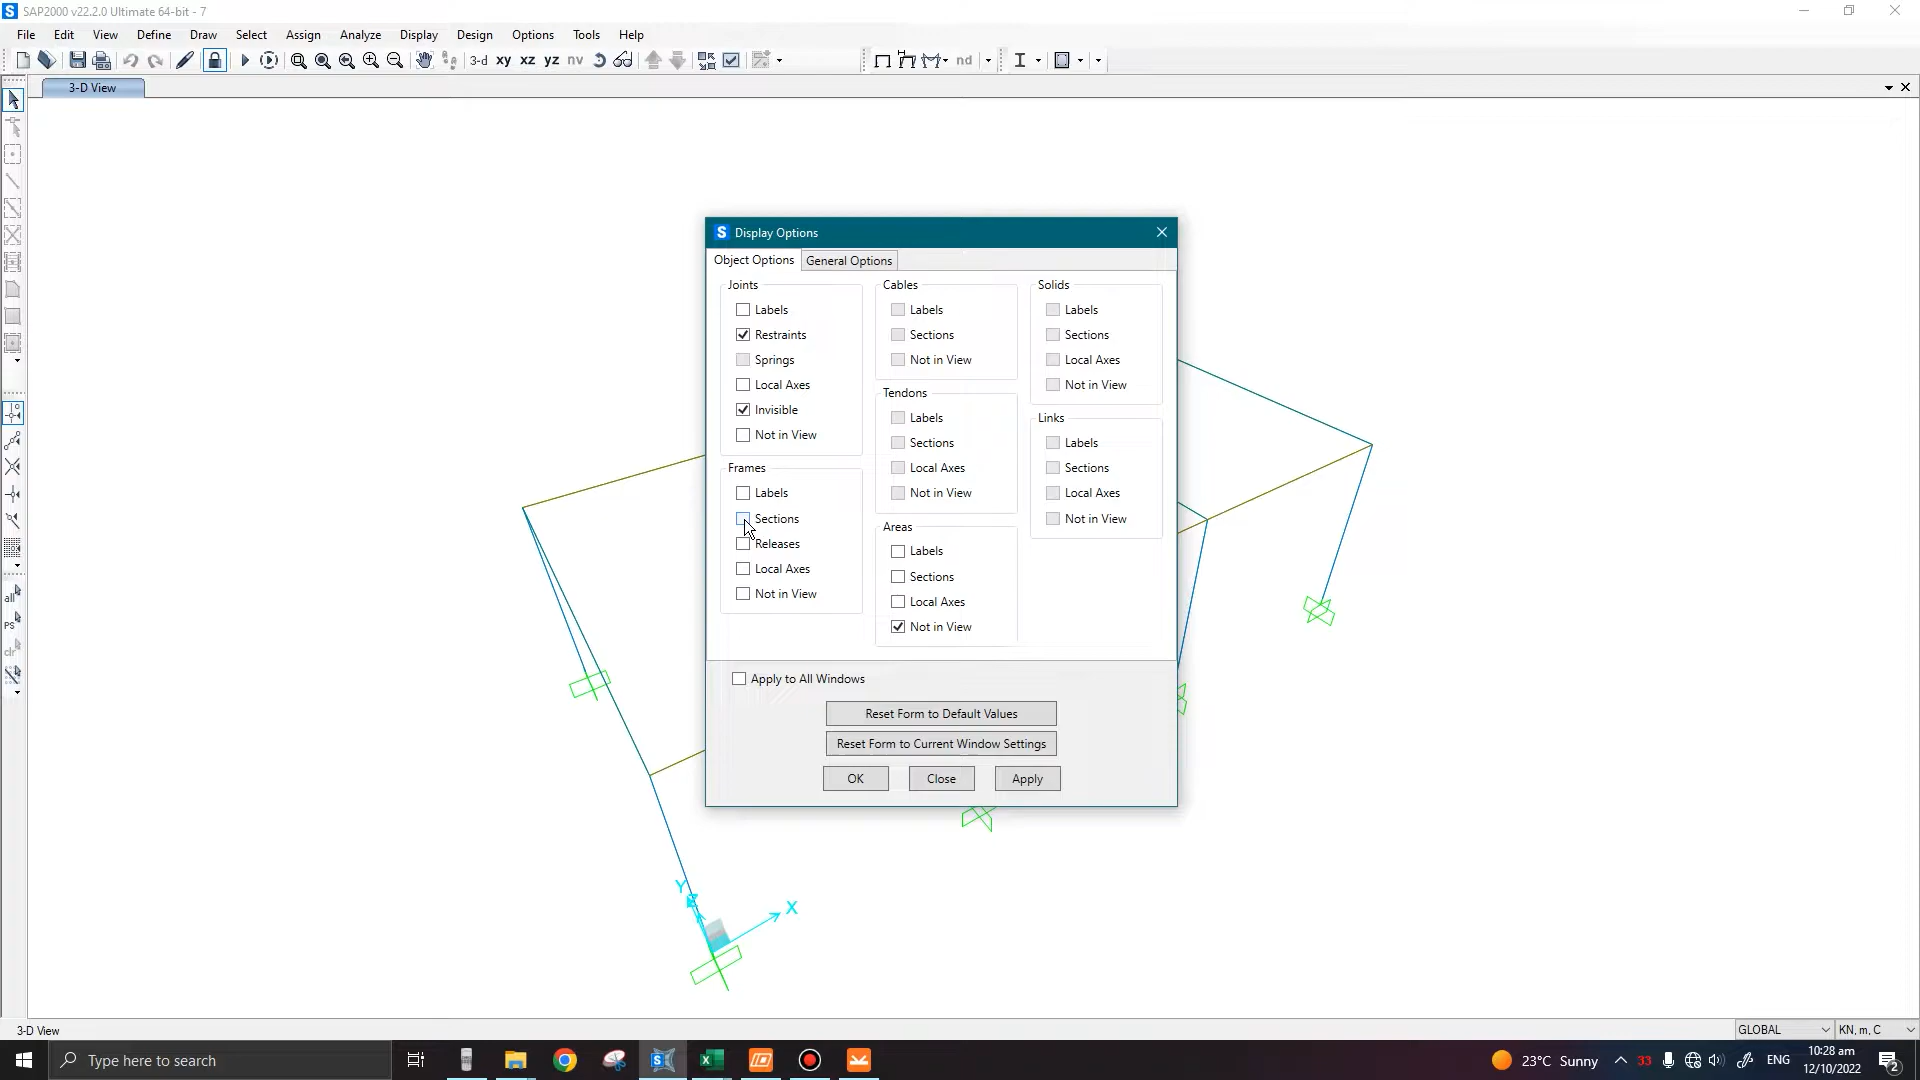 SAP2000 v22.2.0 Ultimate 64-bit - 7
File Edit View Define Draw Select Assign Analyze Display Design Options Tools Help
3-d xy xz yz nv nd
3-D View
Display Options
Object Options General Options
Joints
Labels
Restraints
Springs
Local Axes
Invisible
Not in View
Frames
Labels
Sections
Releases
Local Axes
Not in View
Cables
Labels
Sections
Not in View
Tendons
Labels
Sections
Local Axes
Not in View
Areas
Labels
Sections
Local Axes
Not in View
Solids
Labels
Sections
Local Axes
Not in View
Links
Labels
Sections
Local Axes
Not in View
Apply to All Windows
Reset Form to Default Values
Reset Form to Current Window Settings
OK Close Apply
all
PS
clr
Y
X
3-D View GLOBAL KN, m, C
Type here to search
23°C Sunny 33 ENG 10:28 am
12/10/2022
2